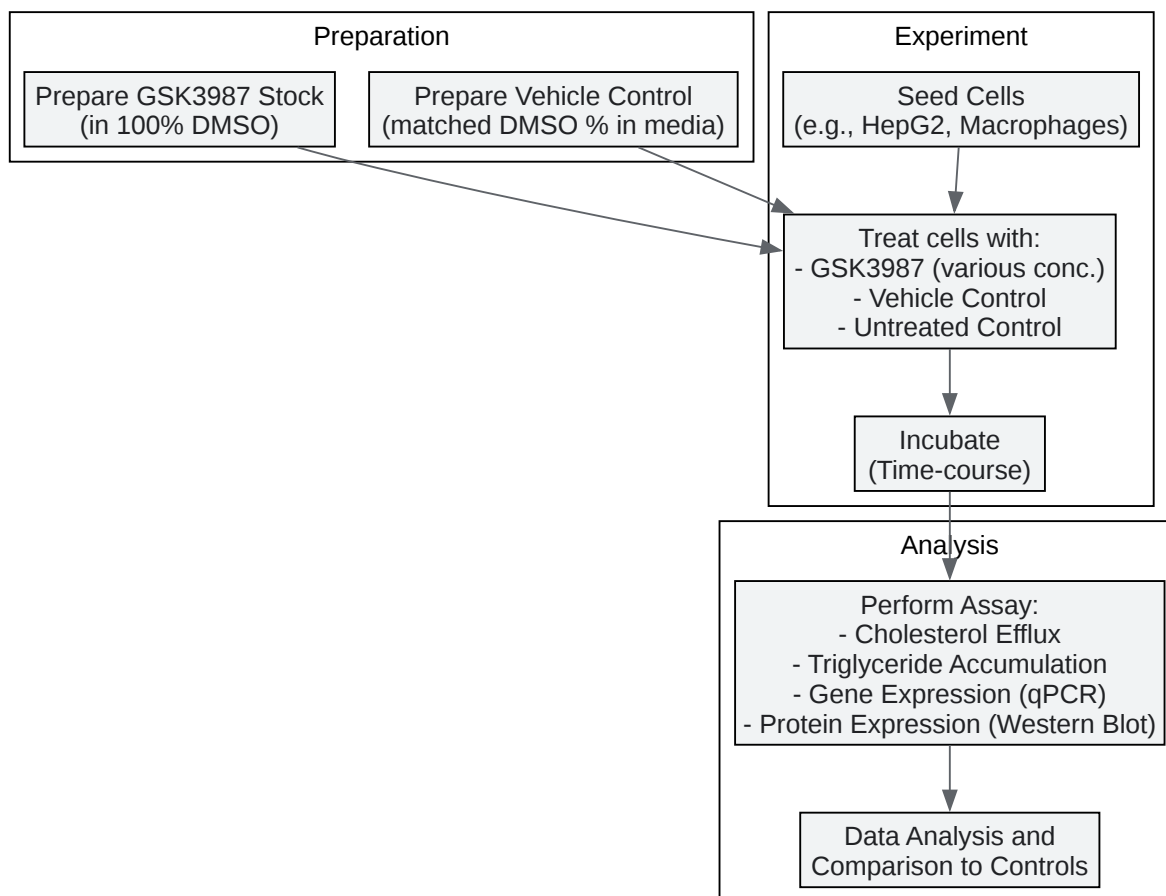 Preparation
Prepare GSK3987 Stock
(in 100% DMSO)
Prepare Vehicle Control
(matched DMSO % in media)
Experiment
Seed Cells
(e.g., HepG2, Macrophages)
Treat cells with:
- GSK3987 (various conc.)
- Vehicle Control
- Untreated Control
Incubate
(Time-course)
Analysis
Perform Assay:
- Cholesterol Efflux
- Triglyceride Accumulation
- Gene Expression (qPCR)
- Protein Expression (Western Blot)
Data Analysis and
Comparison to Controls